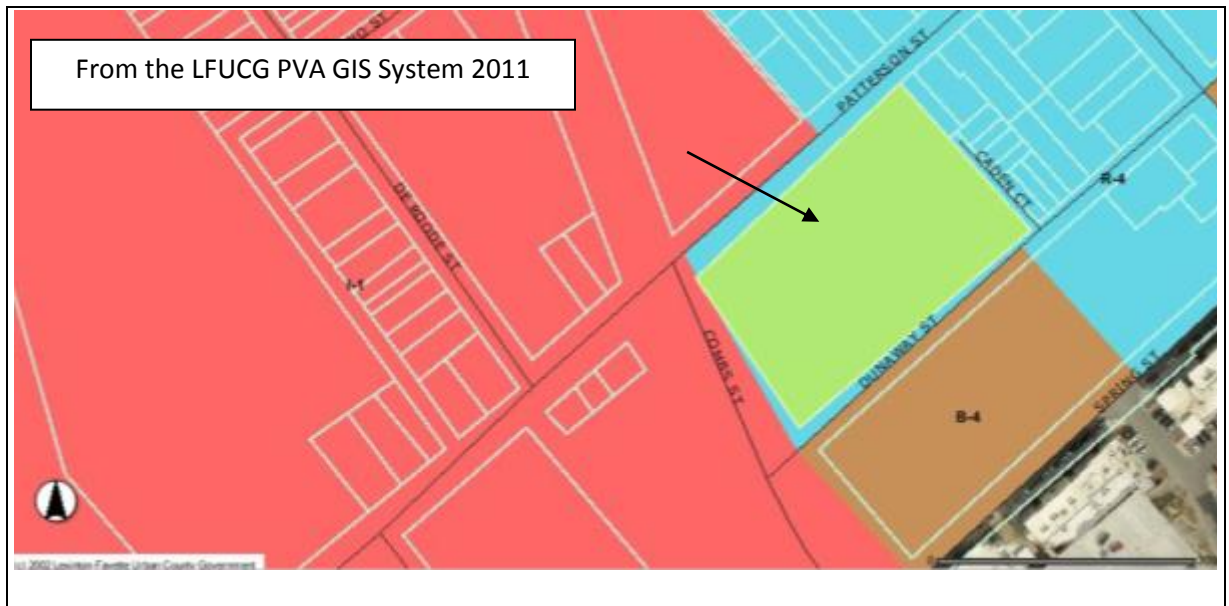 From the LFUCG PVA GIS System 2011
PATTERSON ST
CADEN CT
R-4
DE ROODE ST
I-1
COMBS ST
DUNAWAY ST
SPRING ST
B-4
(c) 2002 Lexington Fayette Urban County Government